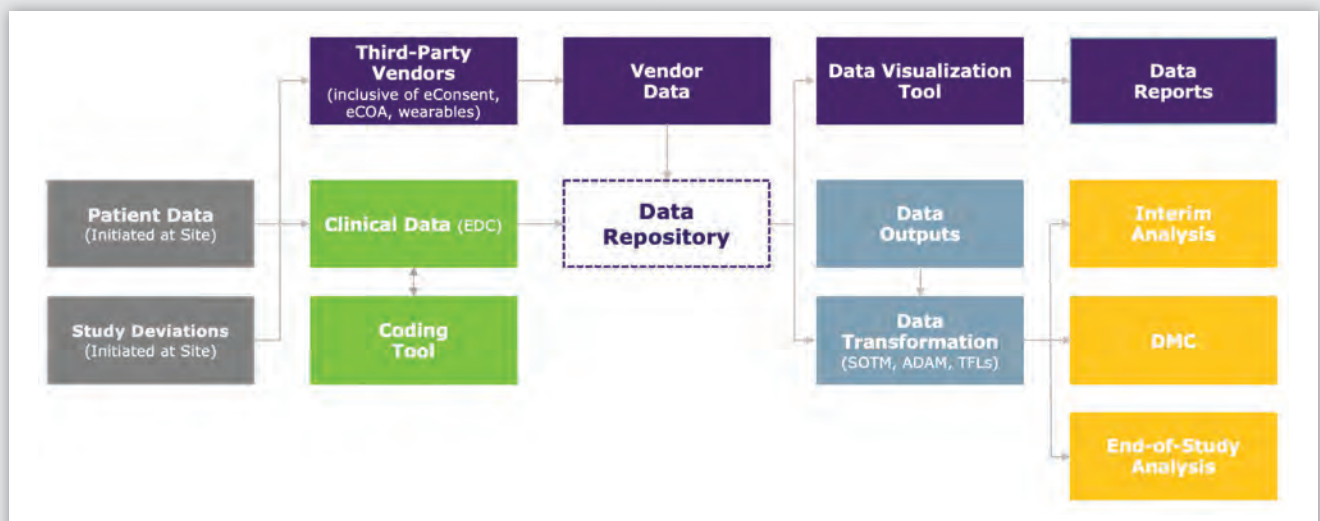 Third-Party
Vendors
(inclusive of eConsent,
eCOA, wearables)
Vendor
Data
Data Visualization
Tool
Data
Reports
Patient Data
(Initiated at Site)
Clinical Data (EDC)
Data
Repository
Data
Outputs
Interim
Analysis
Study Deviations
(Initiated at Site)
Coding
Tool
Data
Transformation
(SOTM, ADAM, TFLs)
DMC
End-of-Study
Analysis